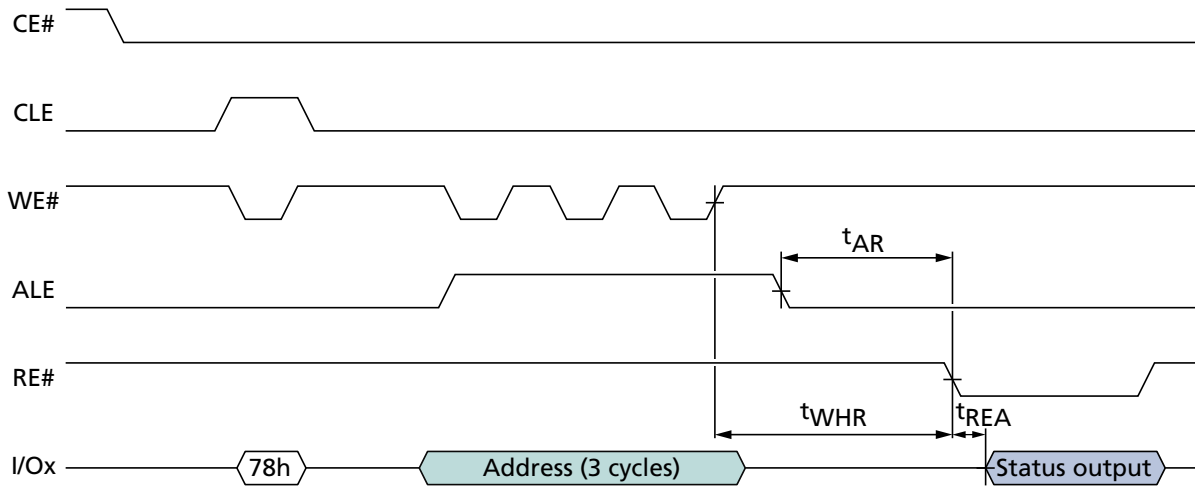 CE#
CLE
WE#
tAR
ALE
RE#
tWHR tREA
I/Ox 78h Address (3 cycles) Status output